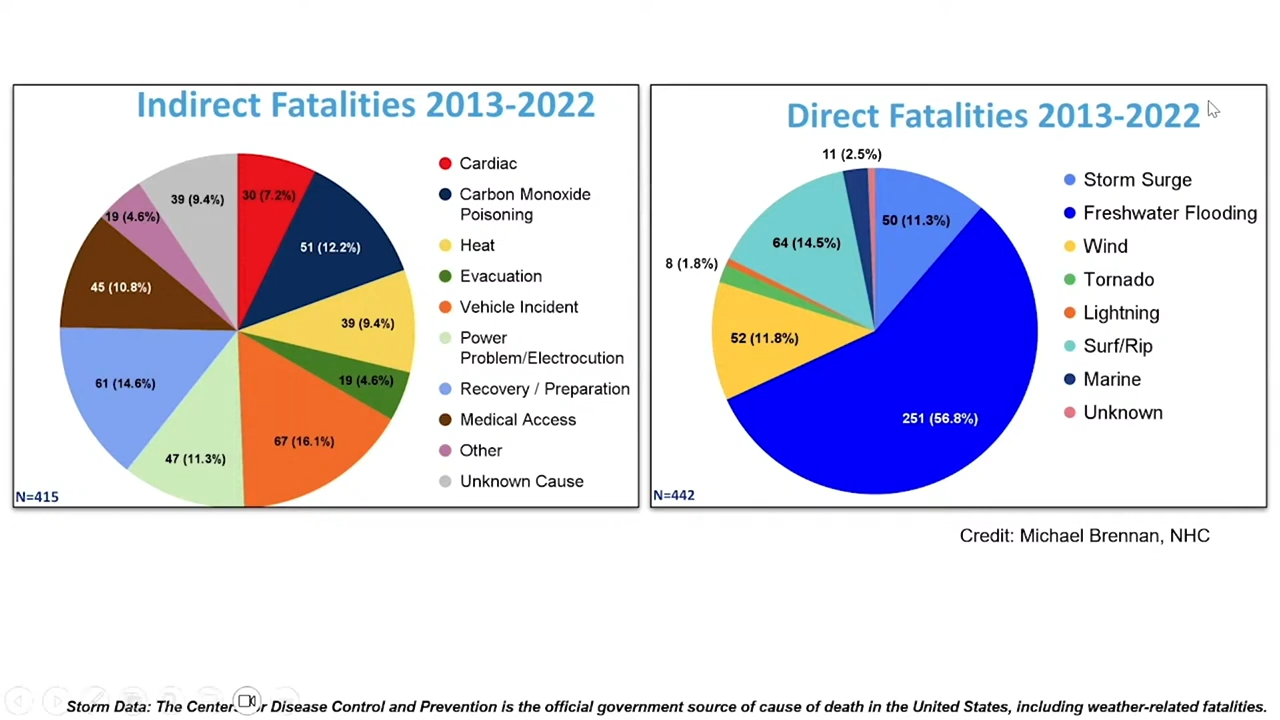 Indirect Fatalities 2013-2022
30 (7.2%)
51 (12.2%)
39 (9.4%)
19 (4.6%)
67 (16.1%)
47 (11.3%)
61 (14.6%)
45 (10.8%)
19 (4.6%)
39 (9.4%)
Cardiac
Carbon Monoxide
Poisoning
Heat
Evacuation
Vehicle Incident
Power
Problem/Electrocution
Recovery / Preparation
Medical Access
Other
Unknown Cause
N=415
Direct Fatalities 2013-2022
11 (2.5%)
50 (11.3%)
251 (56.8%)
52 (11.8%)
8 (1.8%)
64 (14.5%)
Storm Surge
Freshwater Flooding
Wind
Tornado
Lightning
Surf/Rip
Marine
Unknown
N=442
Credit: Michael Brennan, NHC
Storm Data: The Centers for Disease Control and Prevention is the official government source of cause of death in the United States, including weather-related fatalities.